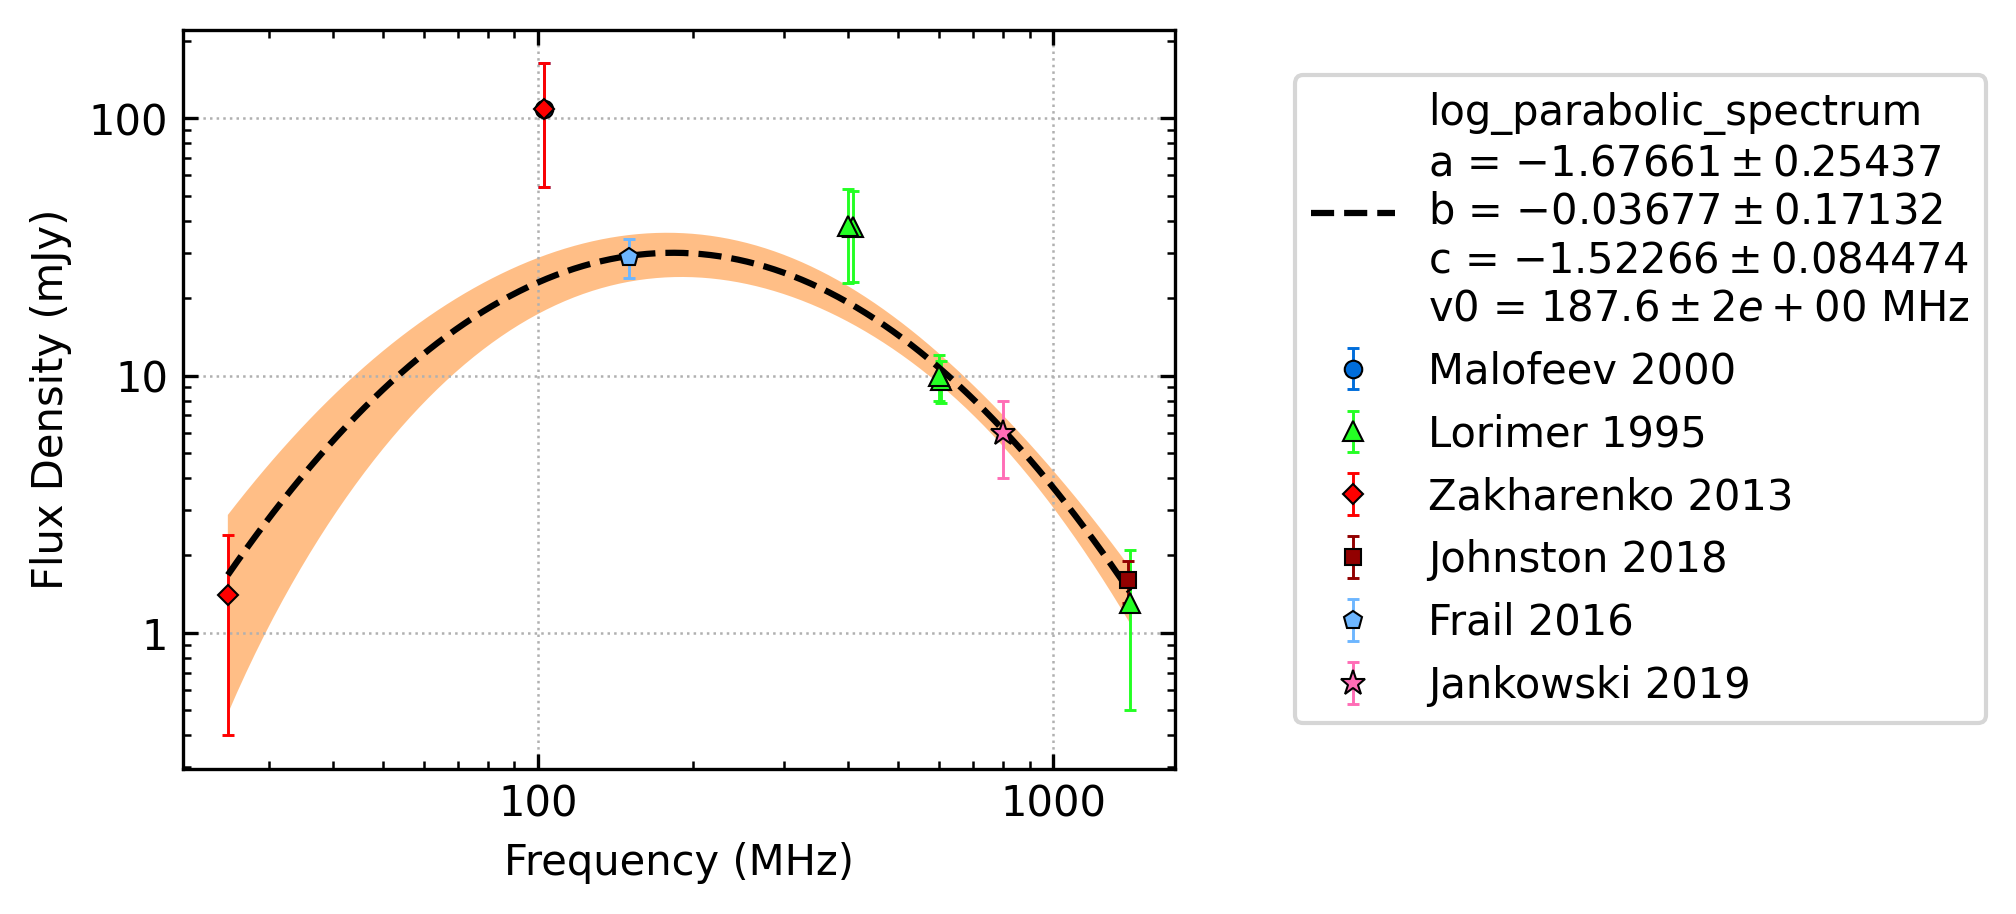 100
10
1
Flux Density (mJy)
100
1000
Frequency (MHz)
log_parabolic_spectrum
a = −1.67661 ± 0.25437
b = −0.03677 ± 0.17132
c = −1.52266 ± 0.084474
v0 = 187.6 ± 2e + 00 MHz
Malofeev 2000
Lorimer 1995
Zakharenko 2013
Johnston 2018
Frail 2016
Jankowski 2019